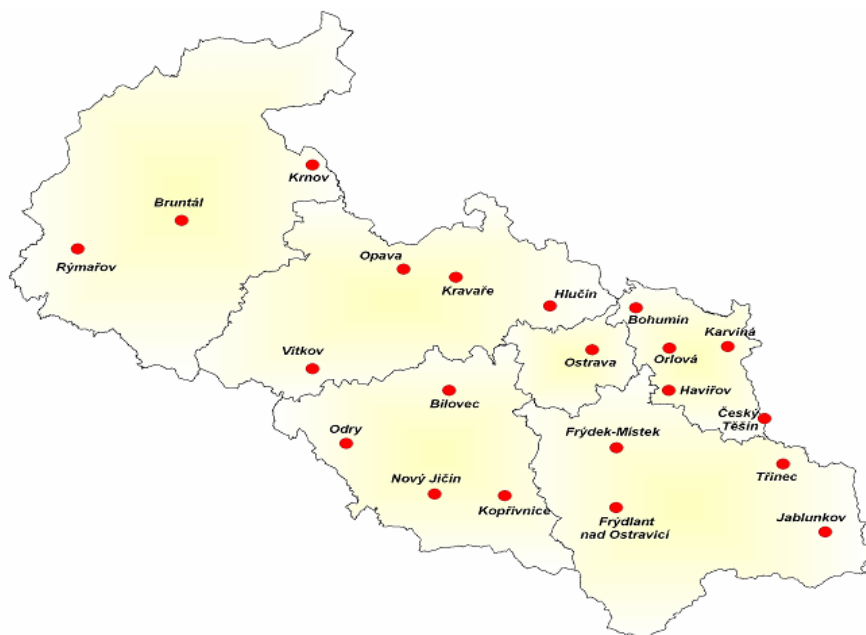 Krnov
Bruntál
Rýmařov
Opava
Kravaře
Hlučín
Bohumín
Karviná
Orlová
Ostrava
Vítkov
Bílovec
Havířov
Český
Těšín
Odry
Frýdek-Místek
Třinec
Nový Jičín
Kopřivnice
Frýdlant
nad Ostravicí
Jablunkov